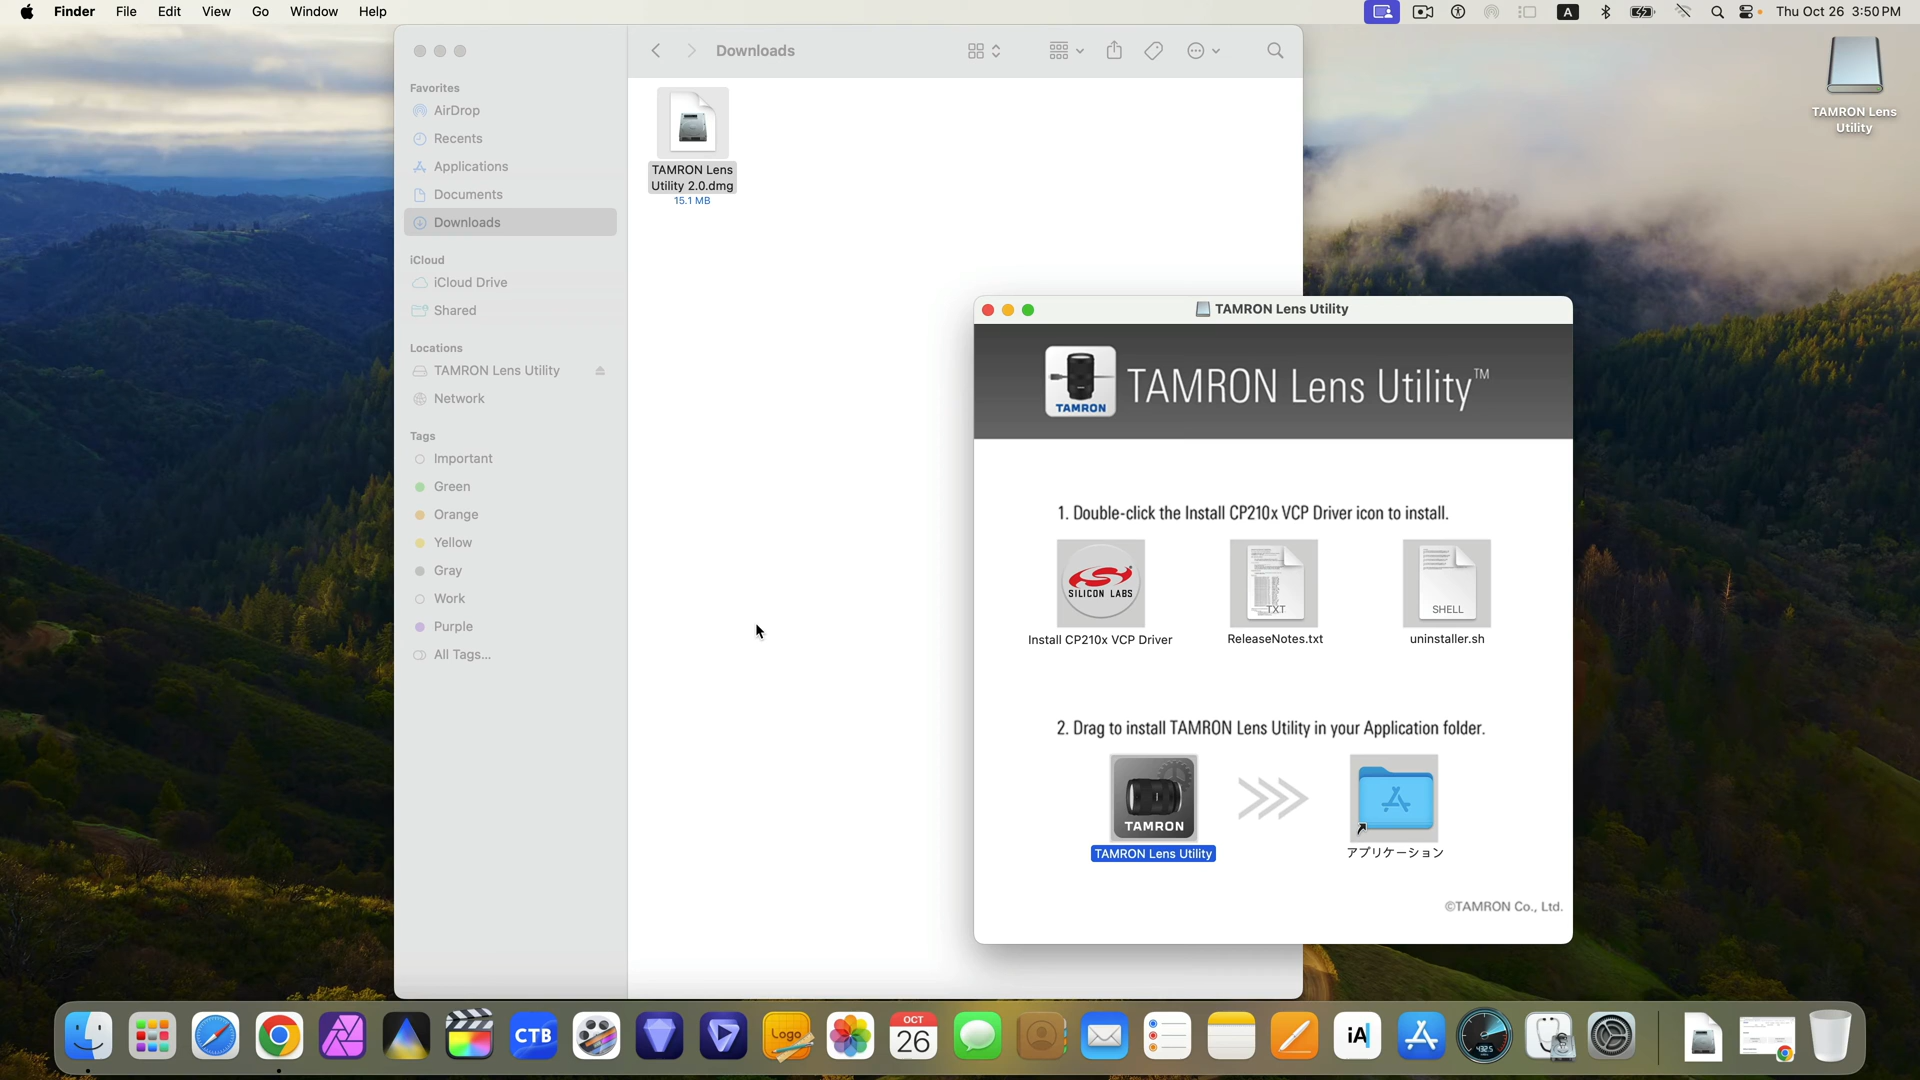 Finder File Edit View Go Window Help
A
Thu Oct 26 3:50 PM
Downloads
Favorites
AirDrop
Recents
Applications
Documents
Downloads
iCloud
iCloud Drive
Shared
Locations
TAMRON Lens Utility
Network
Tags
Important
Green
Orange
Yellow
Gray
Work
Purple
All Tags...
TAMRON Lens
Utility 2.0.dmg
15.1 MB
TAMRON Lens
Utility
TAMRON Lens Utility
TAMRON
TAMRON Lens Utility™
1. Double-click the Install CP210x VCP Driver icon to install.
SILICON LABS
TXT
SHELL
Install CP210x VCP Driver
ReleaseNotes.txt
uninstaller.sh
2. Drag to install TAMRON Lens Utility in your Application folder.
TAMRON
TAMRON Lens Utility
アプリケーション
©TAMRON Co., Ltd.
CTB
Logo
OCT
26
iA